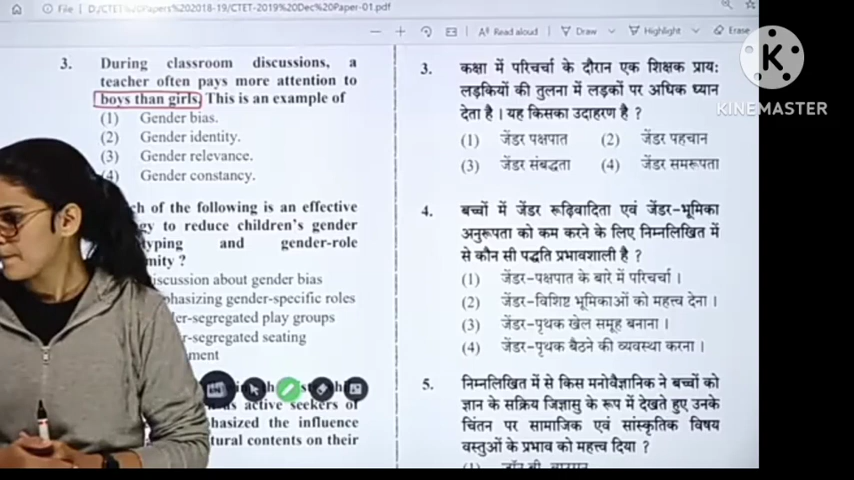 File | D:/CTET%20Papers%202018-19/CTET-2019%20Dec%20Paper-01.pdf
Read aloud | Draw | Highlight | Erase
3. During classroom discussions, a
teacher often pays more attention to
boys than girls. This is an example of
(1) Gender bias.
(2) Gender identity.
(3) Gender relevance.
(4) Gender constancy.
ch of the following is an effective
gy to reduce children's gender
typing and gender-role
mity ?
iscussion about gender bias
phasizing gender-specific roles
er-segregated play groups
r-segregated seating
ment
as active seekers of
hasized the influence
tural contents on their
3. कक्षा में परिचर्चा के दौरान एक शिक्षक प्रायः
लड़कियों की तुलना में लड़कों पर अधिक ध्यान
देता है । यह किसका उदाहरण है ?
(1) जेंडर पक्षपात (2) जेंडर पहचान
(3) जेंडर संबद्धता (4) जेंडर समरूपता
4. बच्चों में जेंडर रूढ़िवादिता एवं जेंडर-भूमिका
अनुरूपता को कम करने के लिए निम्नलिखित में
से कौन सी पद्धति प्रभावशाली है ?
(1) जेंडर-पक्षपात के बारे में परिचर्चा ।
(2) जेंडर-विशिष्ट भूमिकाओं को महत्त्व देना ।
(3) जेंडर-पृथक खेल समूह बनाना ।
(4) जेंडर-पृथक बैठने की व्यवस्था करना ।
5. निम्नलिखित में से किस मनोवैज्ञानिक ने बच्चों को
ज्ञान के सक्रिय जिज्ञासु के रूप में देखते हुए उनके
चिंतन पर सामाजिक एवं सांस्कृतिक विषय
वस्तुओं के प्रभाव को महत्त्व दिया ?
K
KINEMASTER